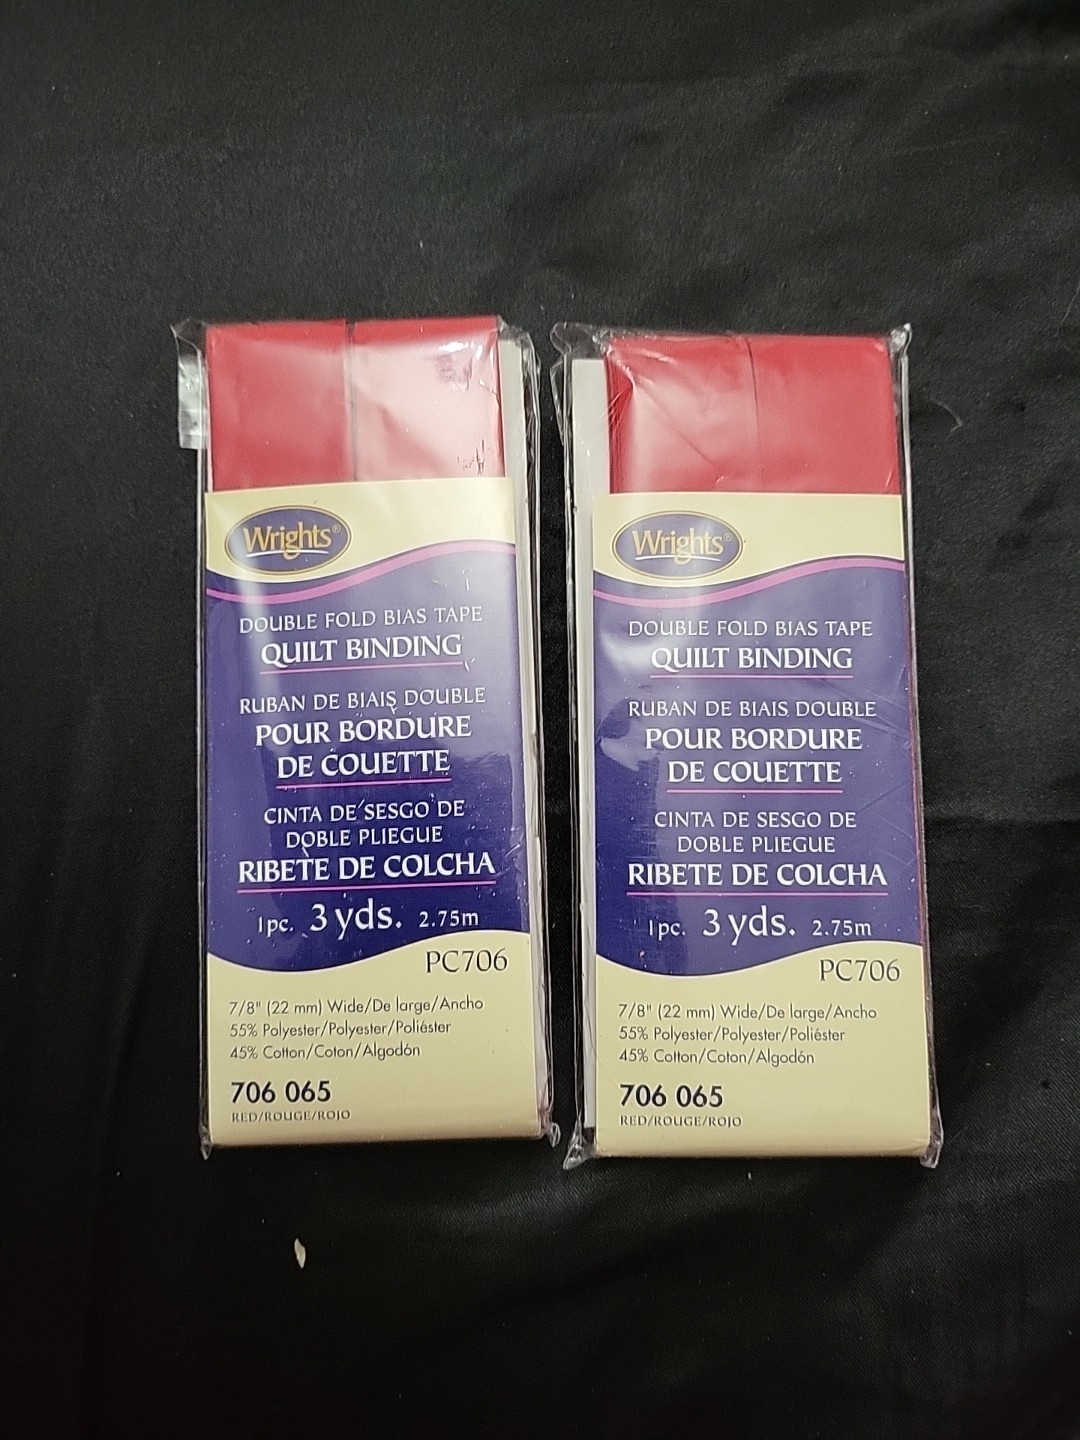 Wrights®
DOUBLE FOLD BIAS TAPE
QUILT BINDING
RUBAN DE BIAIS DOUBLE
POUR BORDURE
DE COUETTE
CINTA DE SESGO DE
DOBLE PLIEGUE
RIBETE DE COLCHA
1pc. 3 yds. 2.75m
PC706
7/8" (22 mm) Wide/De large/Ancho
55% Polyester/Polyester/Poliéster
45% Cotton/Coton/Algodón
706 065
RED/ROUGE/ROJO
Wrights®
DOUBLE FOLD BIAS TAPE
QUILT BINDING
RUBAN DE BIAIS DOUBLE
POUR BORDURE
DE COUETTE
CINTA DE SESGO DE
DOBLE PLIEGUE
RIBETE DE COLCHA
1pc. 3 yds. 2.75m
PC706
7/8" (22 mm) Wide/De large/Ancho
55% Polyester/Polyester/Poliéster
45% Cotton/Coton/Algodón
706 065
RED/ROUGE/ROJO